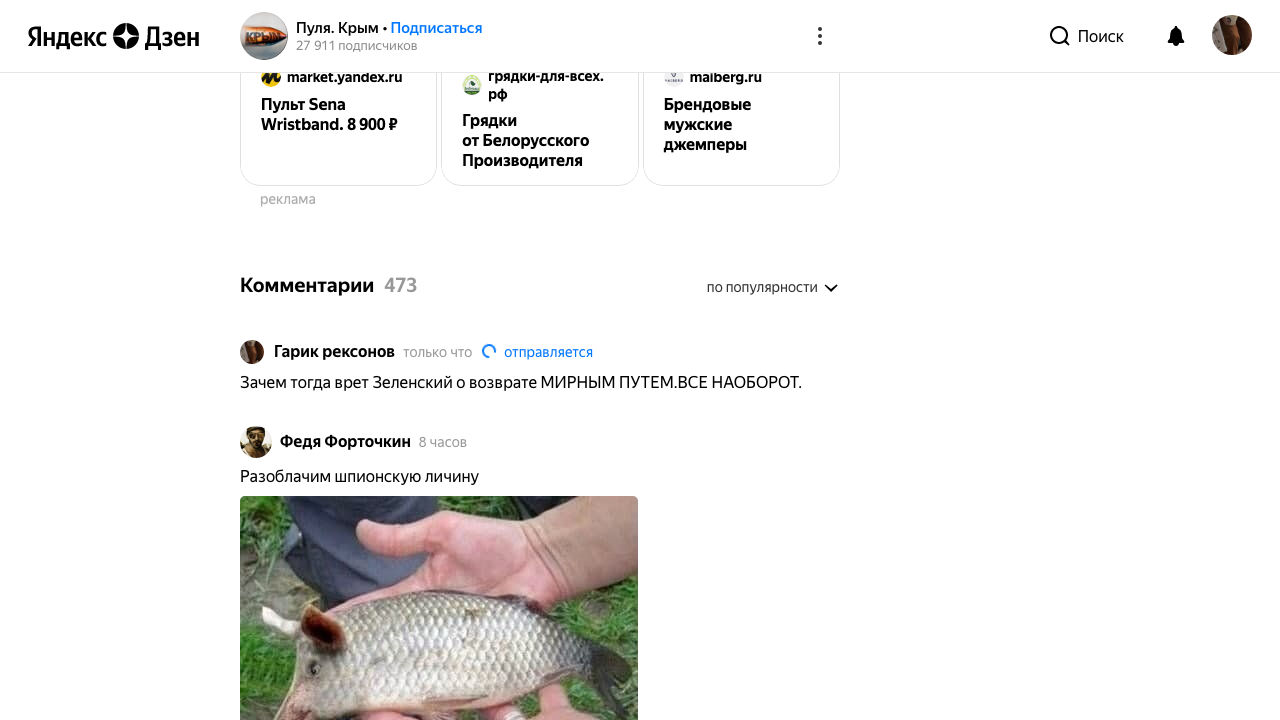 Яндекс Дзен
Пуля. Крым • Подписаться
27 911 подписчиков
Поиск
КРЫМ
market.yandex.ru
Пульт Sena
Wristband. 8 900 ₽
грядки-для-всех.
рф
Грядки
от Белорусского
Производителя
maiberg.ru
Брендовые
мужские
джемперы
реклама
Комментарии 473
по популярности
Гарик рексонов только что отправляется
Зачем тогда врет Зеленский о возврате МИРНЫМ ПУТЕМ.ВСЕ НАОБОРОТ.
Федя Форточкин 8 часов
Разоблачим шпионскую личину